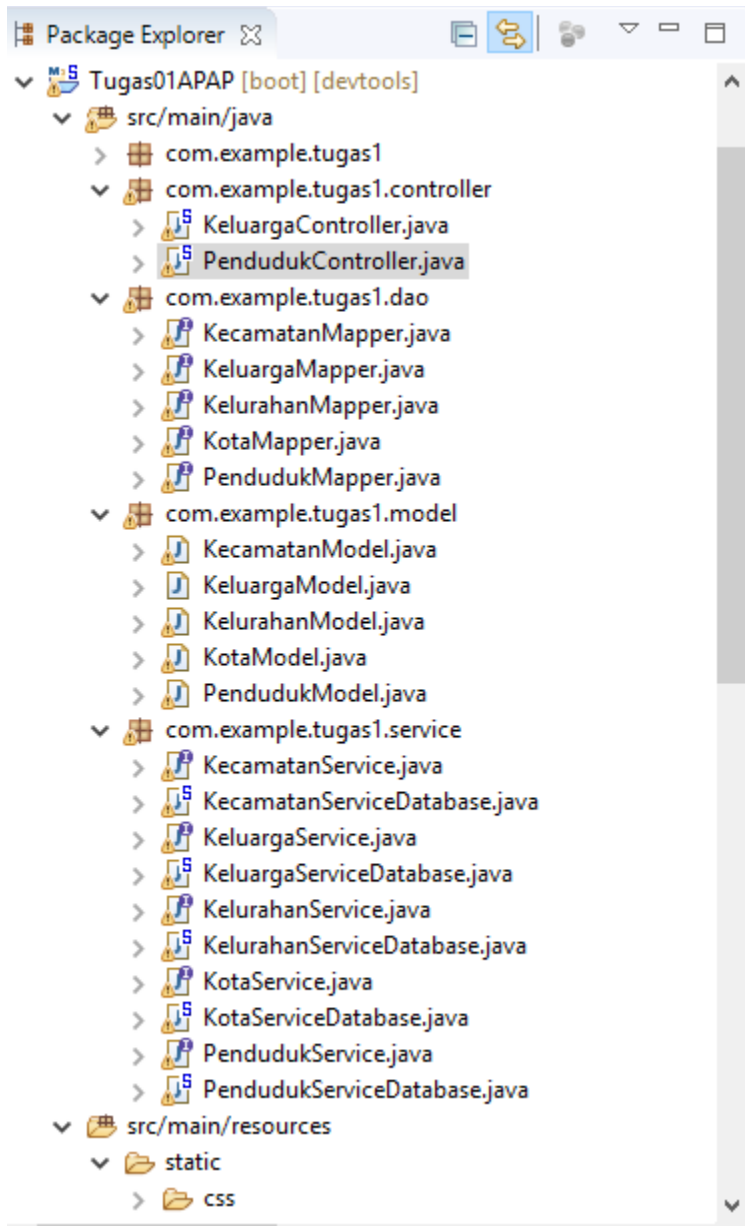 Package Explorer
Tugas01APAP [boot] [devtools]
src/main/java
com.example.tugas1
com.example.tugas1.controller
KeluargaController.java
PendudukController.java
com.example.tugas1.dao
KecamatanMapper.java
KeluargaMapper.java
KelurahanMapper.java
KotaMapper.java
PendudukMapper.java
com.example.tugas1.model
KecamatanModel.java
KeluargaModel.java
KelurahanModel.java
KotaModel.java
PendudukModel.java
com.example.tugas1.service
KecamatanService.java
KecamatanServiceDatabase.java
KeluargaService.java
KeluargaServiceDatabase.java
KelurahanService.java
KelurahanServiceDatabase.java
KotaService.java
KotaServiceDatabase.java
PendudukService.java
PendudukServiceDatabase.java
src/main/resources
static
css